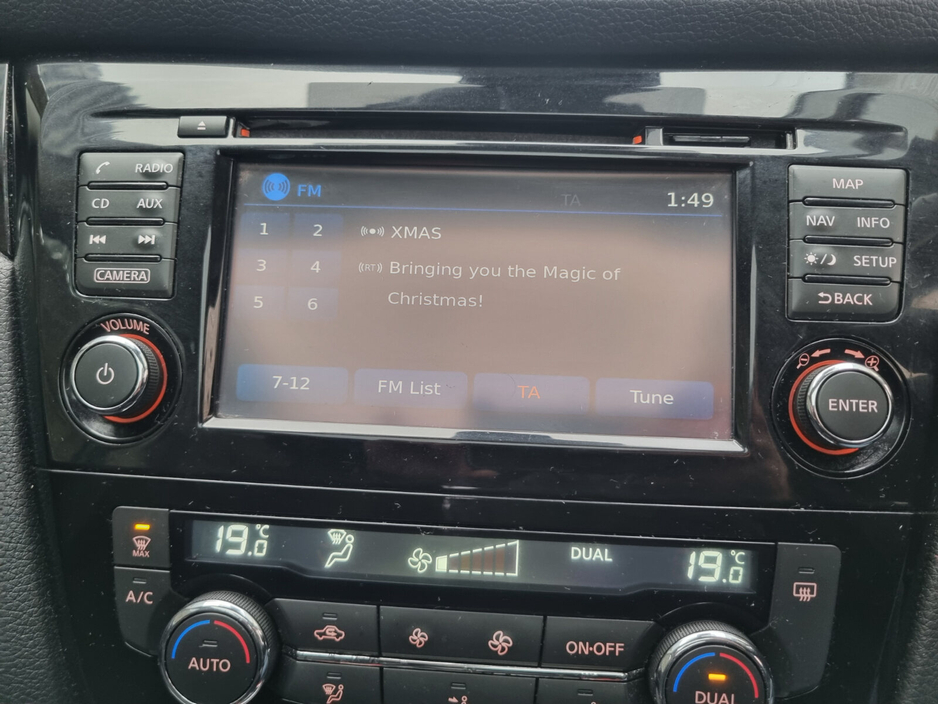 RADIO
CD AUX
CAMERA
VOLUME
FM TA 1:49
1 2 XMAS
3 4 (RT) Bringing you the Magic of
Christmas!
5 6
7-12 FM List TA Tune
MAP
NAV INFO
SETUP
BACK
ENTER
MAX
19.0°C DUAL 19.0°C
A/C
AUTO
ON·OFF
DUAL